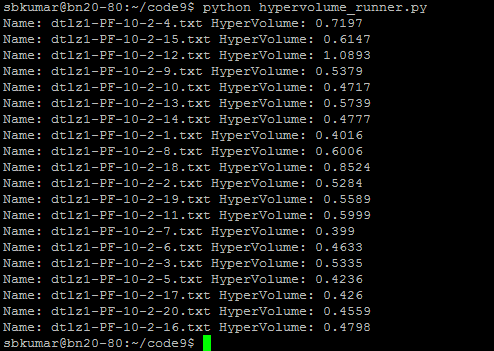 sbkumar@bn20-80:~/code9$ python hypervolume_runner.py
Name: dtlz1-PF-10-2-4.txt HyperVolume: 0.7197
Name: dtlz1-PF-10-2-15.txt HyperVolume: 0.6147
Name: dtlz1-PF-10-2-12.txt HyperVolume: 1.0893
Name: dtlz1-PF-10-2-9.txt HyperVolume: 0.5379
Name: dtlz1-PF-10-2-10.txt HyperVolume: 0.4717
Name: dtlz1-PF-10-2-13.txt HyperVolume: 0.5739
Name: dtlz1-PF-10-2-14.txt HyperVolume: 0.4777
Name: dtlz1-PF-10-2-1.txt HyperVolume: 0.4016
Name: dtlz1-PF-10-2-8.txt HyperVolume: 0.6006
Name: dtlz1-PF-10-2-18.txt HyperVolume: 0.8524
Name: dtlz1-PF-10-2-2.txt HyperVolume: 0.5284
Name: dtlz1-PF-10-2-19.txt HyperVolume: 0.5589
Name: dtlz1-PF-10-2-11.txt HyperVolume: 0.5999
Name: dtlz1-PF-10-2-7.txt HyperVolume: 0.399
Name: dtlz1-PF-10-2-6.txt HyperVolume: 0.4633
Name: dtlz1-PF-10-2-3.txt HyperVolume: 0.5335
Name: dtlz1-PF-10-2-5.txt HyperVolume: 0.4236
Name: dtlz1-PF-10-2-17.txt HyperVolume: 0.426
Name: dtlz1-PF-10-2-20.txt HyperVolume: 0.4559
Name: dtlz1-PF-10-2-16.txt HyperVolume: 0.4798
sbkumar@bn20-80:~/code9$